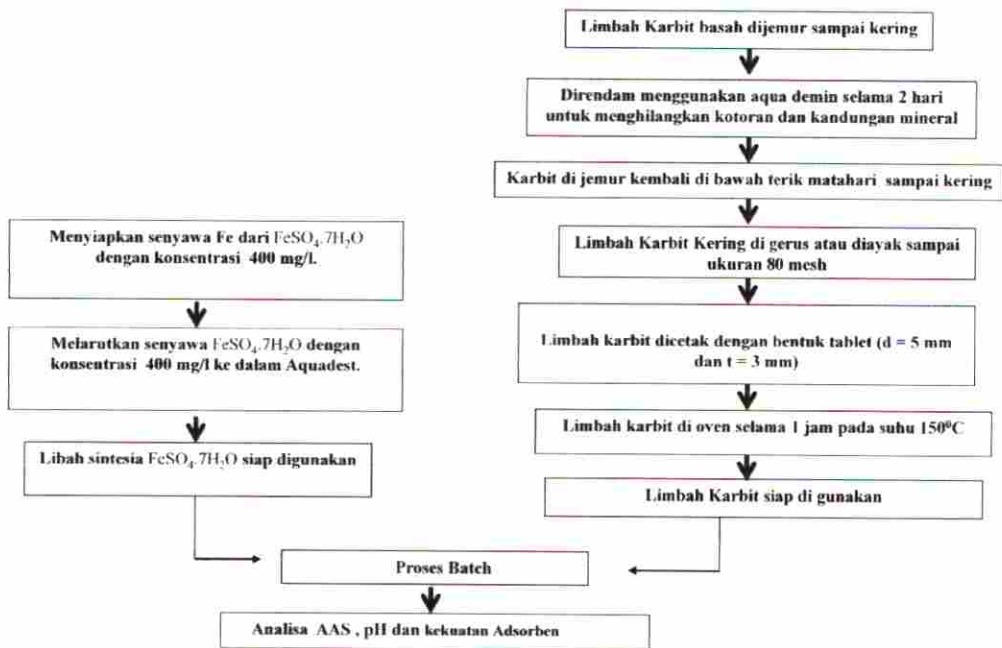 Limbah Karbit basah dijemur sampai kering
Direndam menggunakan aqua demin selama 2 hari
untuk menghilangkan kotoran dan kandungan mineral
Karbit di jemur kembali di bawah terik matahari sampai kering
Limbah Karbit Kering di gerus atau diayak sampai
ukuran 80 mesh
Limbah karbit dicetak dengan bentuk tablet (d = 5 mm
dan t = 3 mm)
Limbah karbit di oven selama 1 jam pada suhu 150⁰C
Limbah Karbit siap di gunakan
Menyiapkan senyawa Fe dari FeSO₄.7H₂O
dengan konsentrasi 400 mg/l.
Melarutkan senyawa FeSO₄.7H₂O dengan
konsentrasi 400 mg/l ke dalam Aquadest.
Libah sintesia FeSO₄.7H₂O siap digunakan
Proses Batch
Analisa AAS , pH dan kekuatan Adsorben